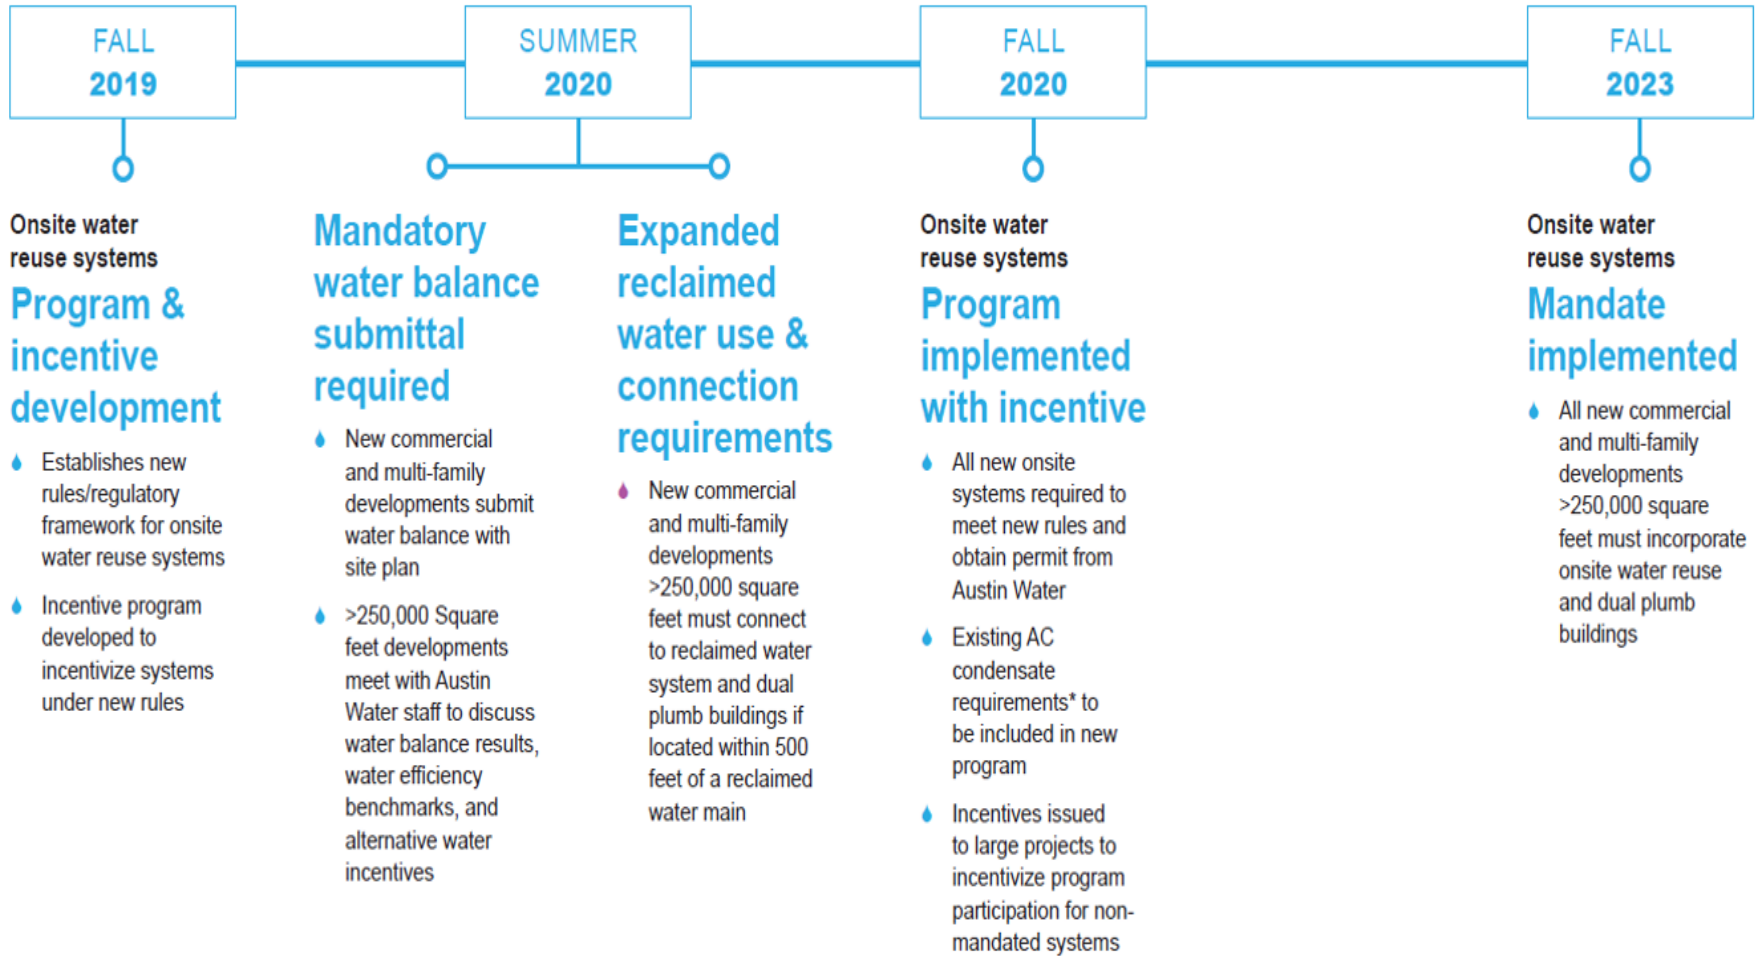 FALL
2019
SUMMER
2020
FALL
2020
FALL
2023
Onsite water
reuse systems
Program &
incentive
development
Establishes new
rules/regulatory
framework for onsite
water reuse systems
Incentive program
developed to
incentivize systems
under new rules
Mandatory
water balance
submittal
required
New commercial
and multi-family
developments submit
water balance with
site plan
>250,000 Square
feet developments
meet with Austin
Water staff to discuss
water balance results,
water efficiency
benchmarks, and
alternative water
incentives
Expanded
reclaimed
water use &
connection
requirements
New commercial
and multi-family
developments
>250,000 square
feet must connect
to reclaimed water
system and dual
plumb buildings if
located within 500
feet of a reclaimed
water main
Onsite water
reuse systems
Program
implemented
with incentive
All new onsite
systems required to
meet new rules and
obtain permit from
Austin Water
Existing AC
condensate
requirements* to
be included in new
program
Incentives issued
to large projects to
incentivize program
participation for non-
mandated systems
Onsite water
reuse systems
Mandate
implemented
All new commercial
and multi-family
developments
>250,000 square
feet must incorporate
onsite water reuse
and dual plumb
buildings